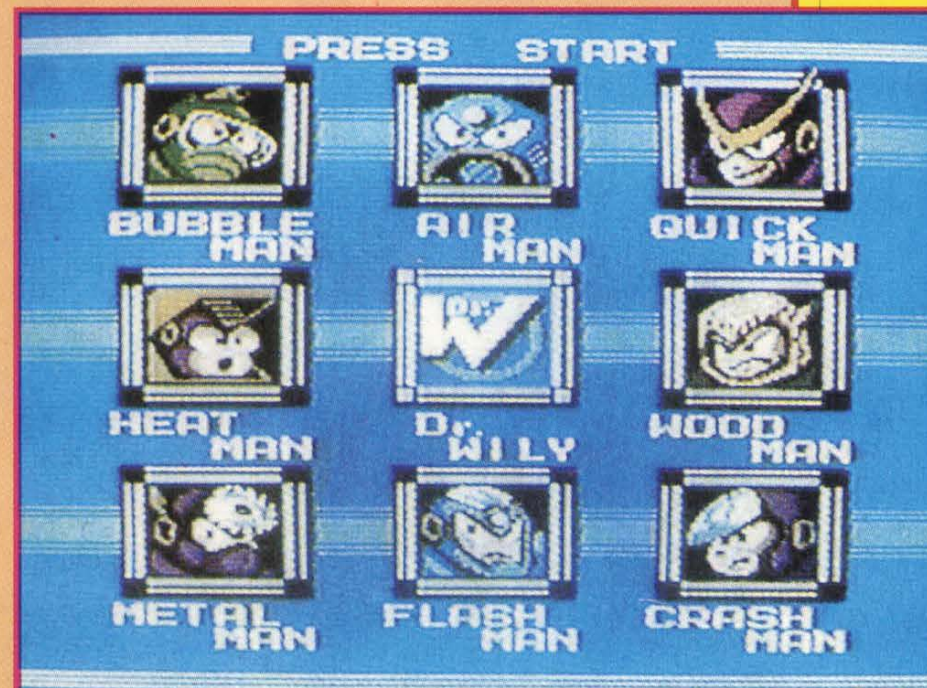 PRESS START
BUBBLE MAN
AIR MAN
QUICK MAN
HEAT MAN
Dr. W
Dr. WILY
WOOD MAN
METAL MAN
FLASH MAN
CRASH MAN